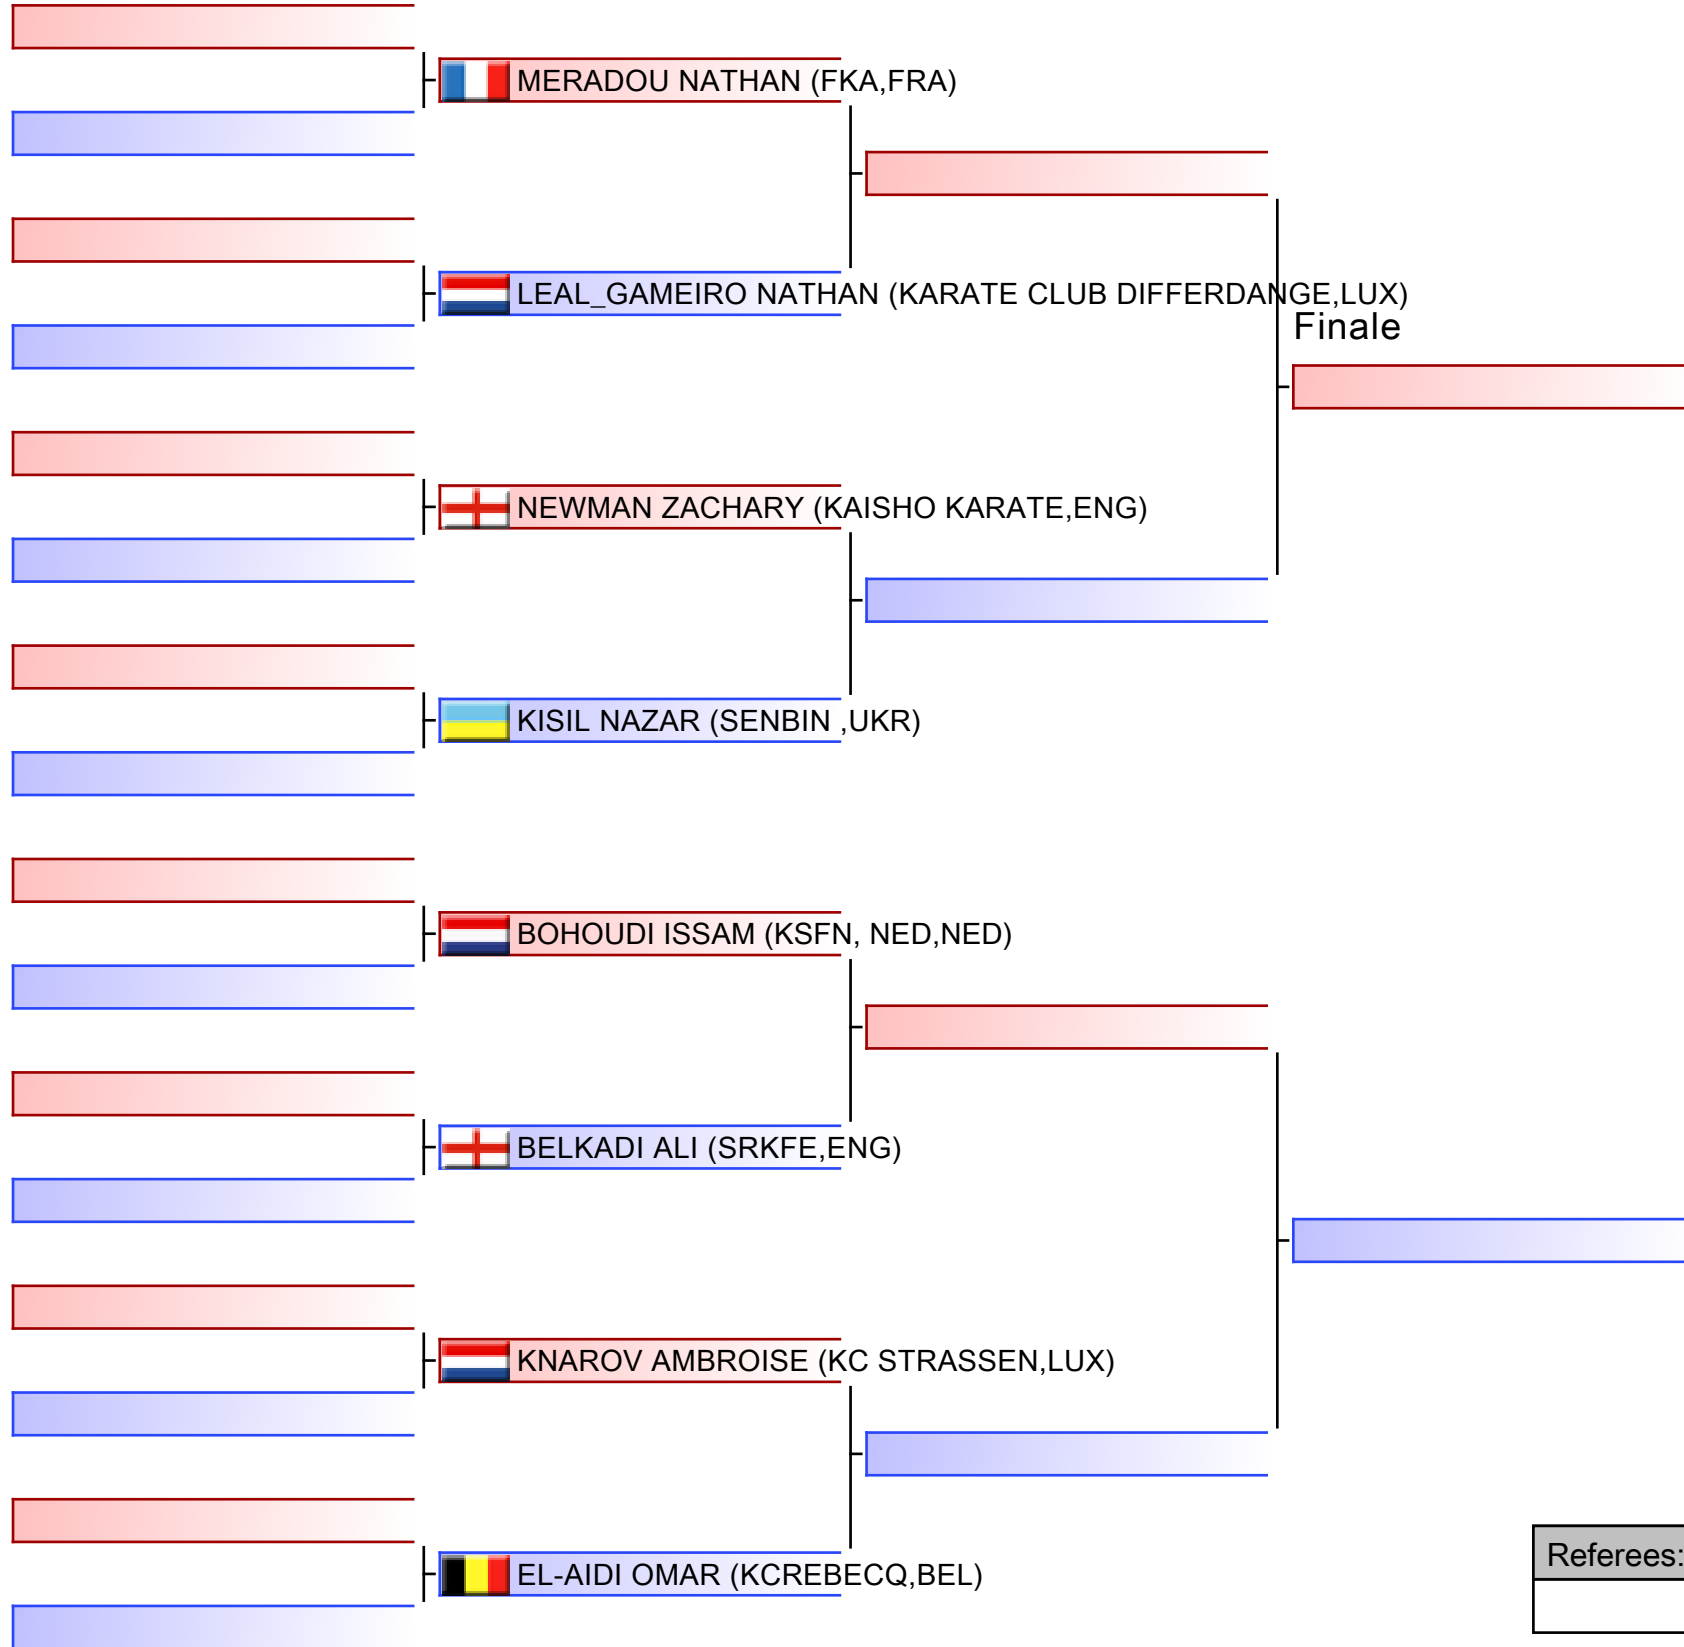 MERADOU NATHAN (FKA,FRA)
LEAL_GAMEIRO NATHAN (KARATE CLUB DIFFERDANGE,LUX)
Finale
NEWMAN ZACHARY (KAISHO KARATE,ENG)
KISIL NAZAR (SENBIN ,UKR)
BOHOUDI ISSAM (KSFN, NED,NED)
BELKADI ALI (SRKFE,ENG)
KNAROV AMBROISE (KC STRASSEN,LUX)
EL-AIDI OMAR (KCREBECQ,BEL)
Referees: